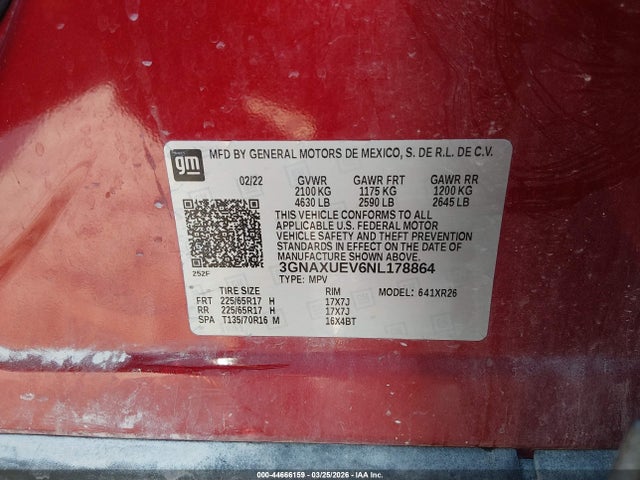 gm
MFD BY GENERAL MOTORS DE MEXICO, S. DE R.L. DE C.V.
02/22 GVWR GAWR FRT GAWR RR
2100 KG 1175 KG 1200 KG
4630 LB 2590 LB 2645 LB
THIS VEHICLE CONFORMS TO ALL
APPLICABLE U.S. FEDERAL MOTOR
VEHICLE SAFETY AND THEFT PREVENTION
STANDARDS IN EFFECT ON THE DATE OF
MANUFACTURE SHOWN ABOVE.
252F 3GNAXUEV6NL178864
TYPE: MPV
TIRE SIZE RIM MODEL: 641XR26
FRT 225/65R17 H 17X7J
RR 225/65R17 H 17X7J
SPA T135/70R16 M 16X4BT
000-44666159 03/25/2026 - IAA Inc.